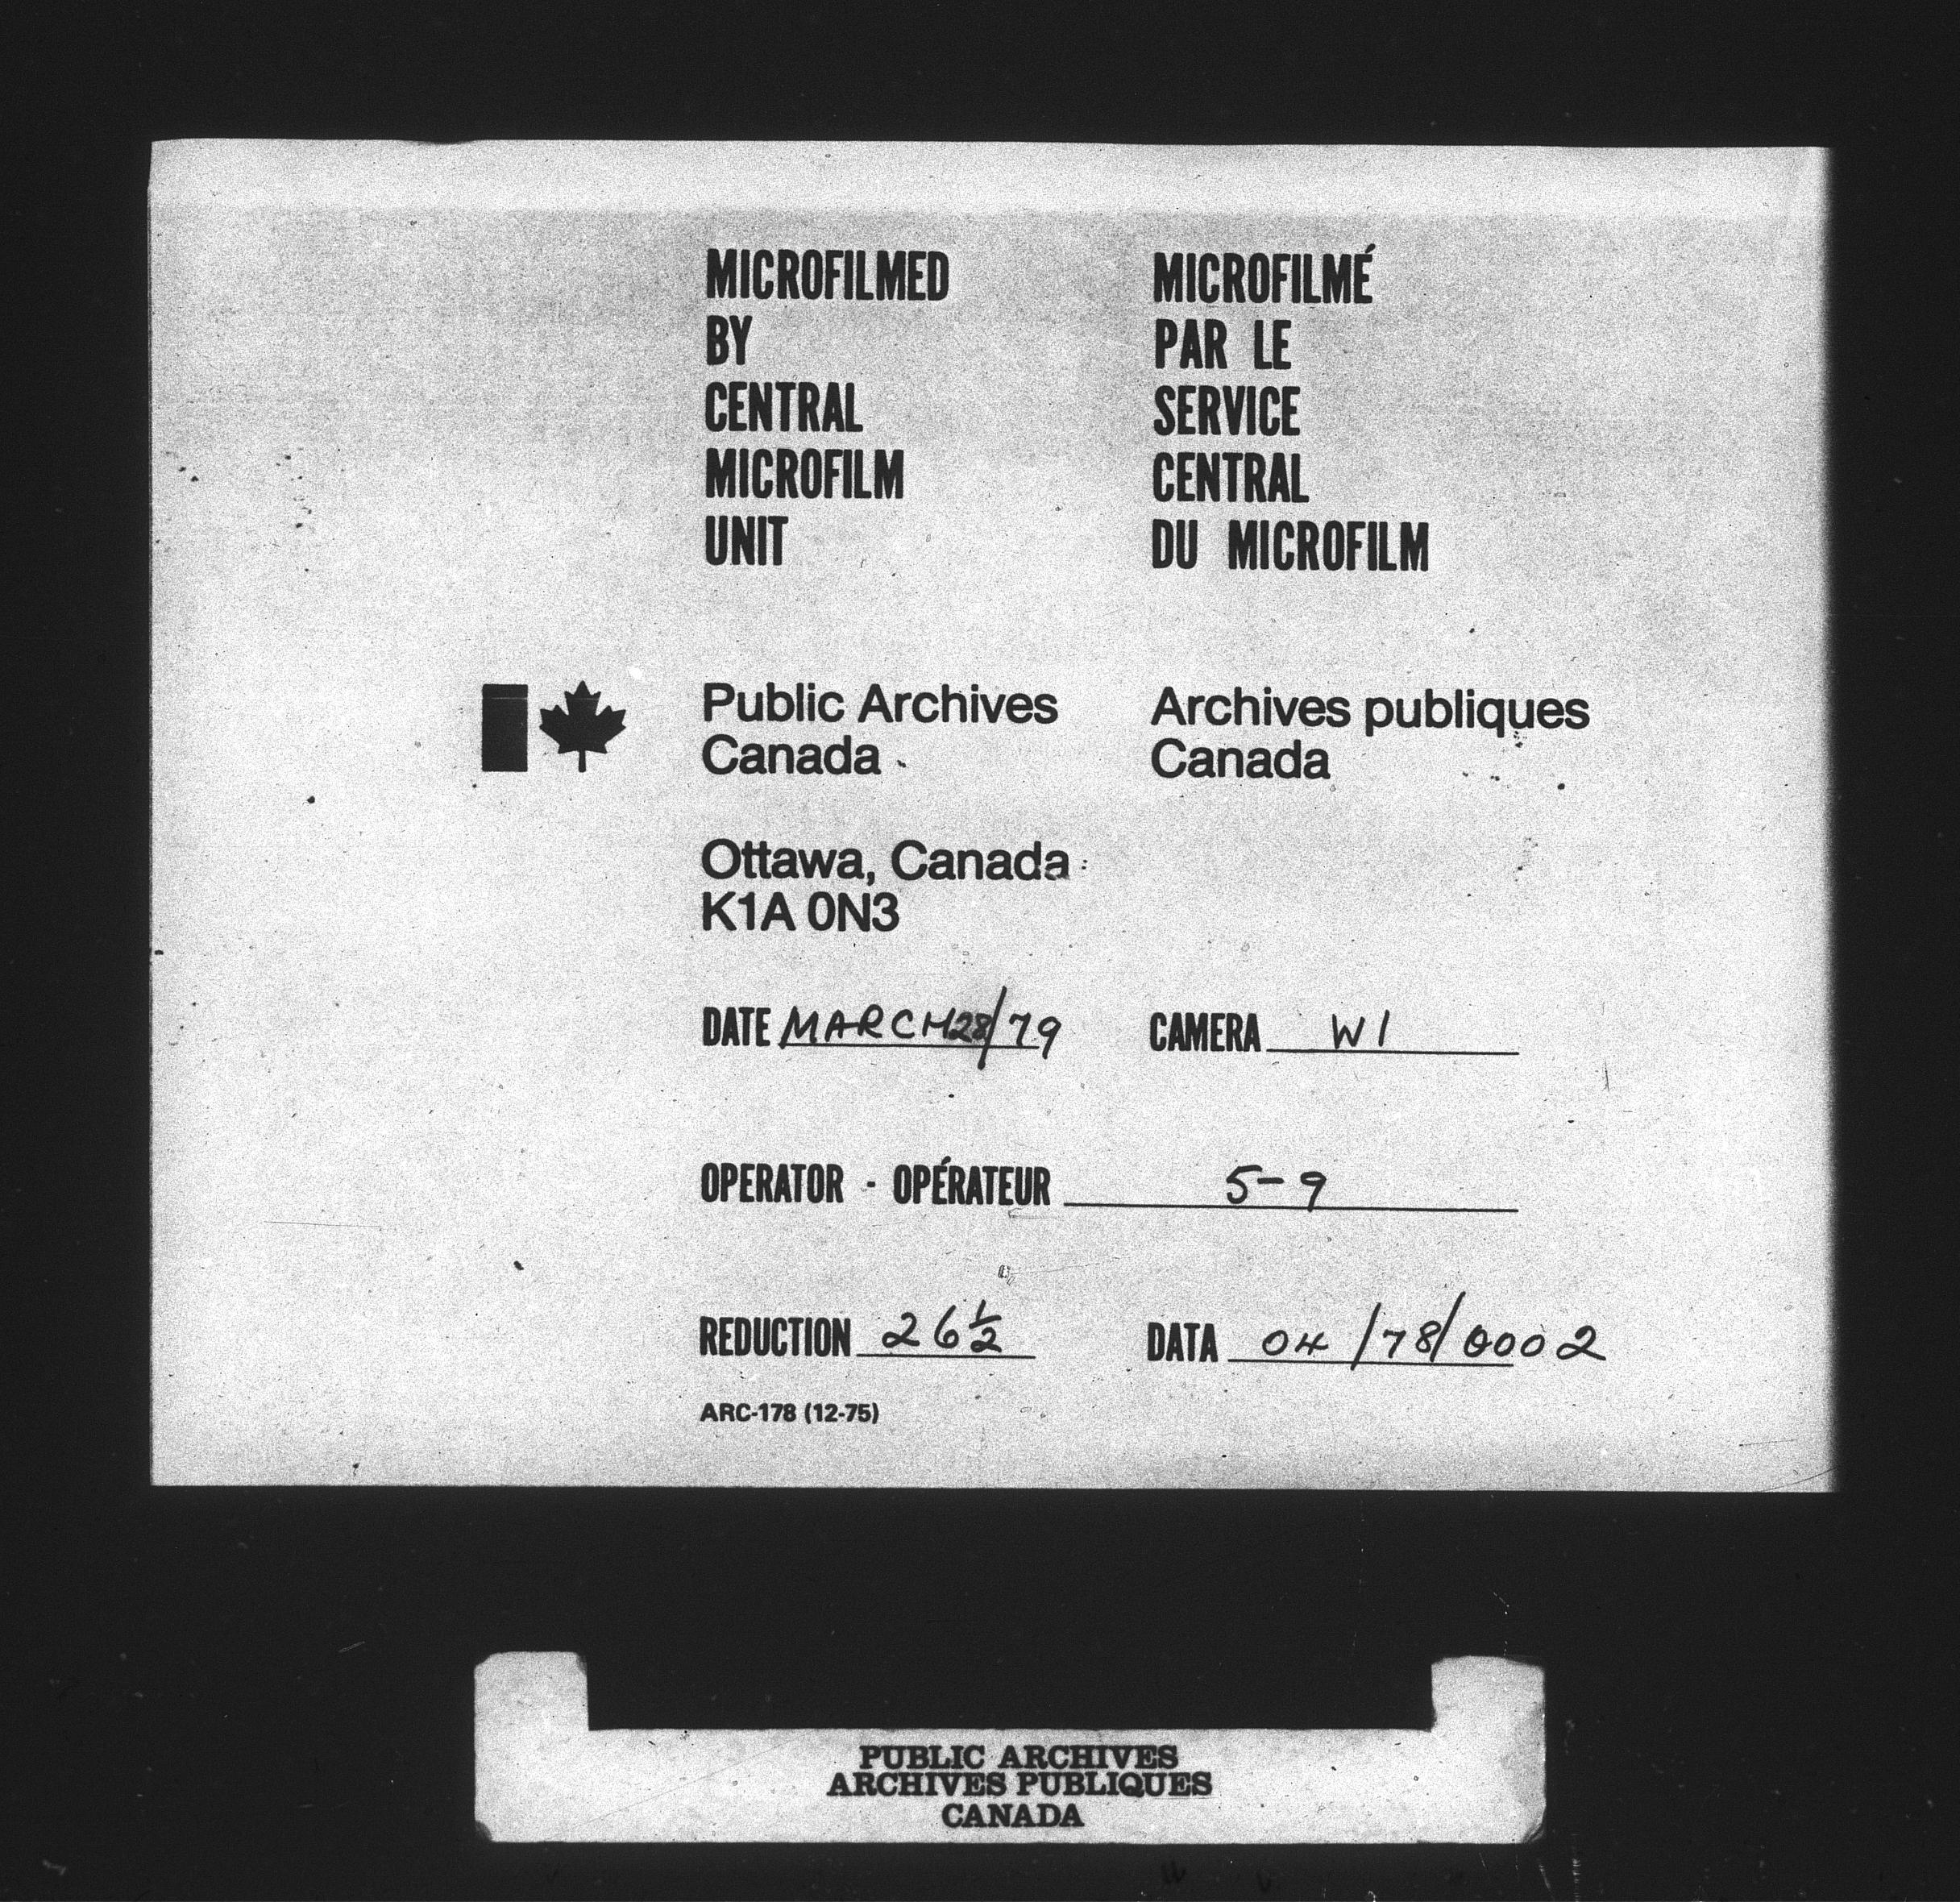 MICROFILMED
BY
CENTRAL
MICROFILM
UNIT
MICROFILMÉ
PAR LE
SERVICE
CENTRAL
DU MICROFILM
Public Archives
Canada
Archives publiques
Canada
Ottawa, Canada
K1A 0N3
DATE MARCH 28/79
CAMERA W1
OPERATOR - OPÉRATEUR 5-9
REDUCTION 26½
DATA 04/78/0002
ARC-178 (12-75)
PUBLIC ARCHIVES
ARCHIVES PUBLIQUES
CANADA